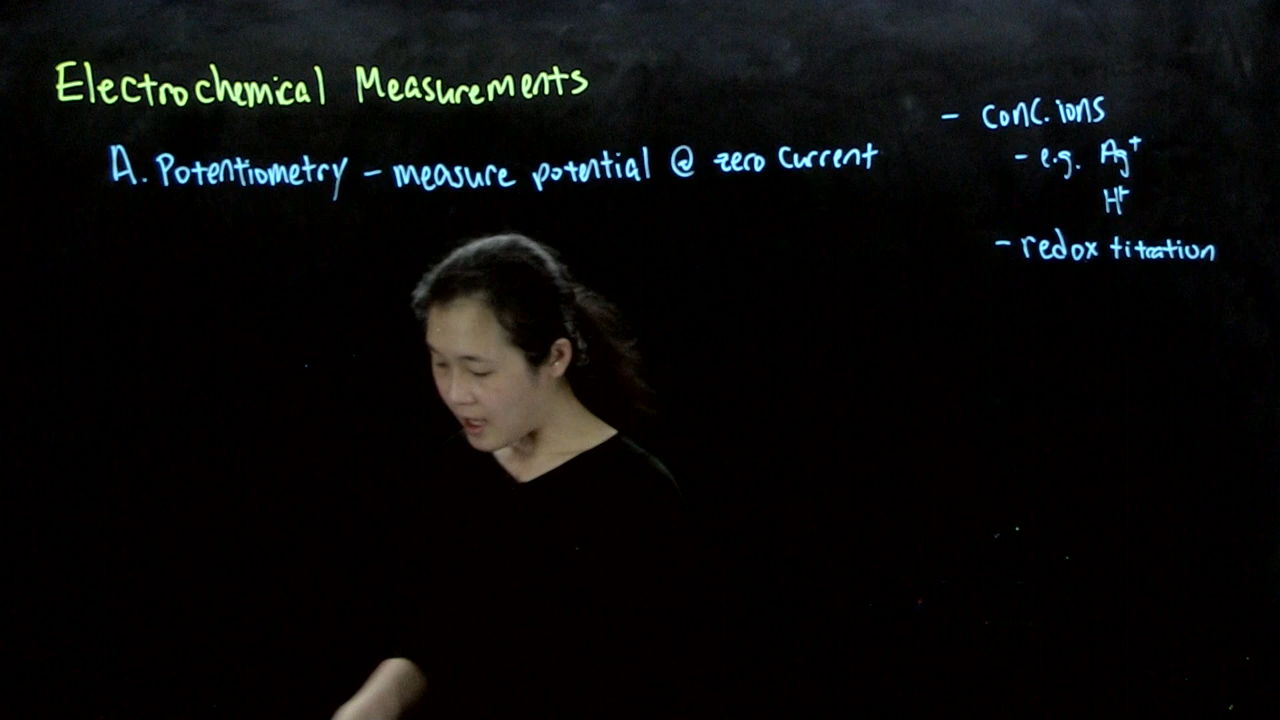 Electrochemical Measurements
A. Potentiometry - measure potential @ zero current
- conc. ions
- e.g. Ag⁺
H⁺
- redox titration